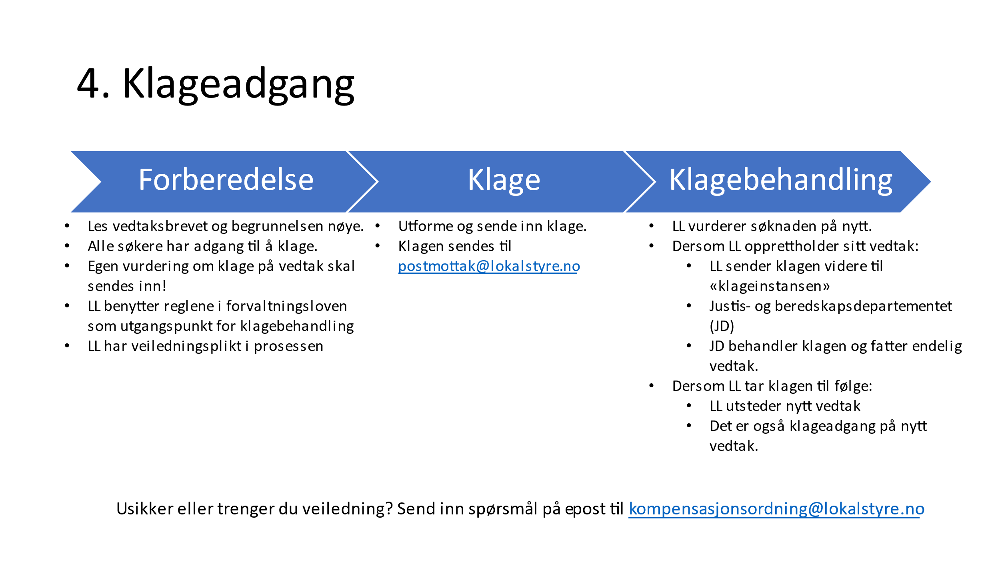 4. Klageadgang
Forberedelse
• Les vedtaksbrevet og begrunnelsen nøye.
• Alle søkere har adgang til å klage.
• Egen vurdering om klage på vedtak skal
sendes inn!
• LL benytter reglene i forvaltningsloven
som utgangspunkt for klagebehandling
• LL har veiledningsplikt i prosessen
Klage
• Utforme og sende inn klage.
• Klagen sendes til
postmottak@lokalstyre.no
Klagebehandling
• LL vurderer søknaden på nytt.
• Dersom LL opprettholder sitt vedtak:
• LL sender klagen videre til
«klageinstansen»
• Justis- og beredskapsdepartementet
(JD)
• JD behandler klagen og fatter endelig
vedtak.
• Dersom LL tar klagen til følge:
• LL utsteder nytt vedtak
• Det er også klageadgang på nytt
vedtak.
Usikker eller trenger du veiledning? Send inn spørsmål på epost til kompensasjonsordning@lokalstyre.no